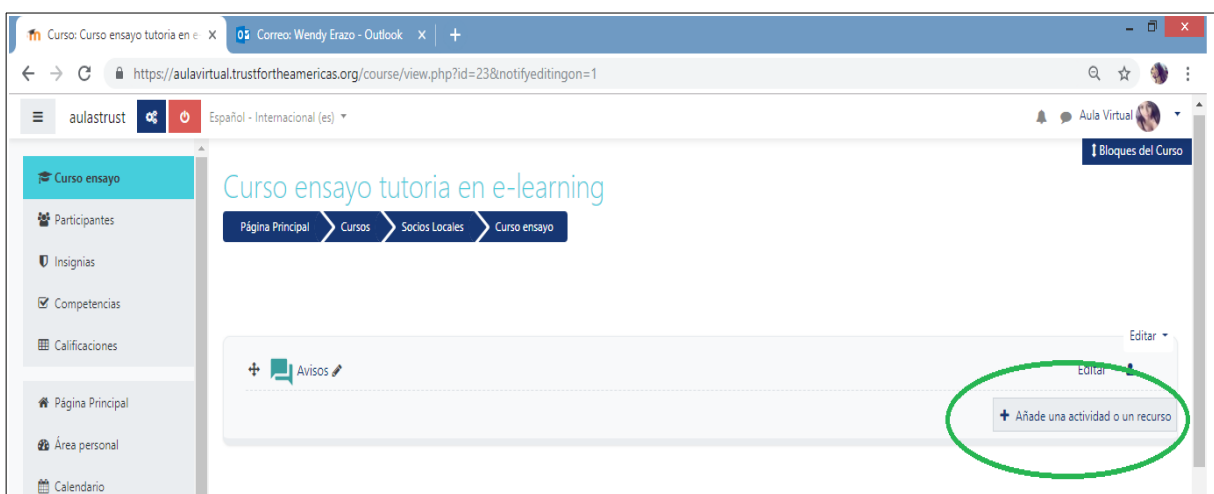 Curso: Curso ensayo tutoria en e
Correo: Wendy Erazo - Outlook
https://aulavirtual.trustfortheamericas.org/course/view.php?id=23&notifyeditingon=1
aulastrust
Español - Internacional (es)
Aula Virtual
Bloques del Curso
Curso ensayo
Curso ensayo tutoria en e-learning
Participantes
Página Principal
Cursos
Socios Locales
Curso ensayo
Insignias
Competencias
Calificaciones
Editar
Avisos
Editar
Página Principal
+ Añade una actividad o un recurso
Área personal
Calendario